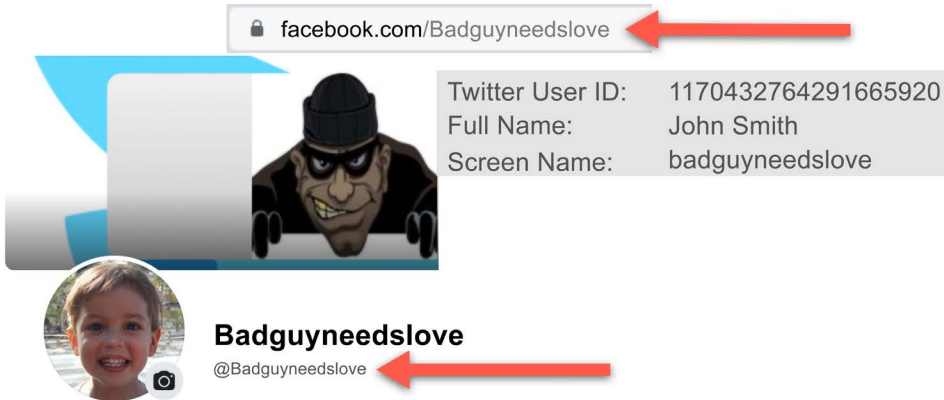 facebook.com/Badguyneedslove
Twitter User ID: 1170432764291665920
Full Name: John Smith
Screen Name: badguyneedslove
Badguyneedslove
@Badguyneedslove